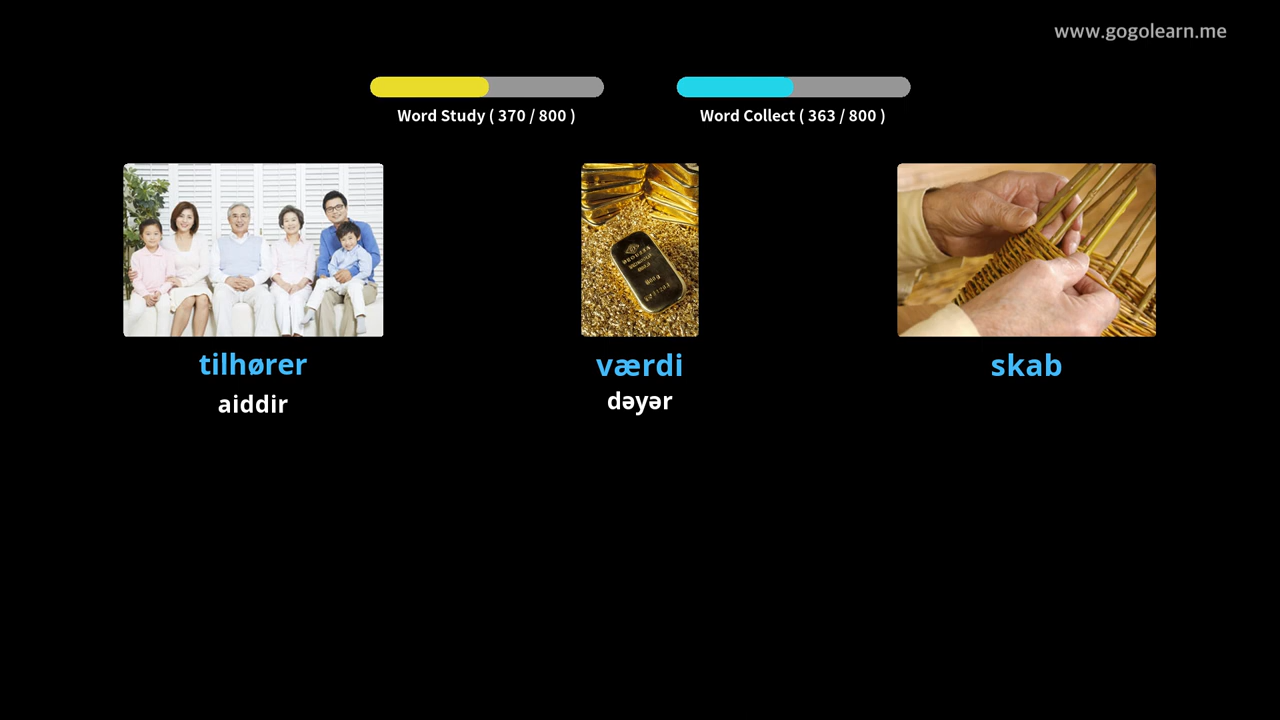 www.gogolearn.me
Word Study ( 370 / 800 )
Word Collect ( 363 / 800 )
tilhører
værdi
skab
aiddir
dəyər